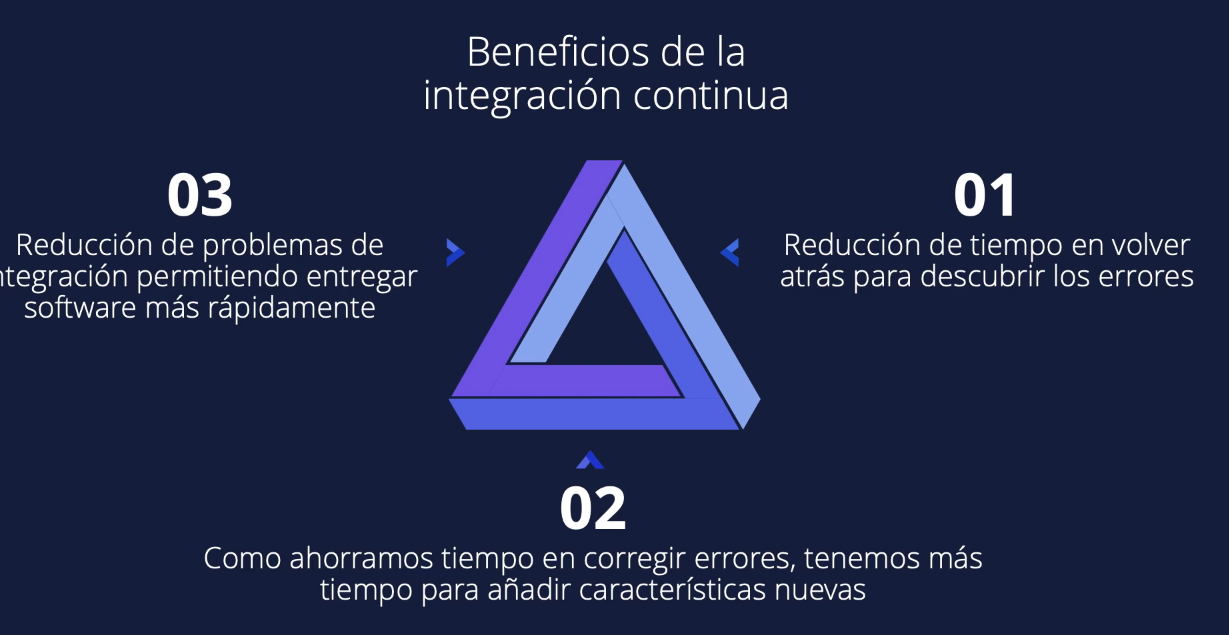 Beneficios de la
integración continua
03
Reducción de problemas de
ntegración permitiendo entregar
software más rápidamente
01
Reducción de tiempo en volver
atrás para descubrir los errores
02
Como ahorramos tiempo en corregir errores, tenemos más
tiempo para añadir características nuevas